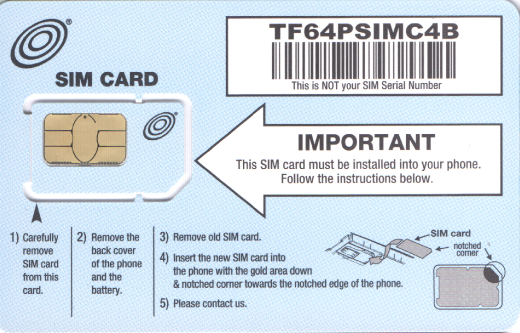 ®
SIM CARD
TF64PSIMC4B
This is NOT your SIM Serial Number
®
IMPORTANT
This SIM card must be installed into your phone.
Follow the instructions below.
1) Carefully
remove
SIM card
from this
card.
2) Remove the
back cover
of the phone
and the
battery.
3) Remove old SIM card.
4) Insert the new SIM card into
the phone with the gold area down
& notched corner towards the notched edge of the phone.
5) Please contact us.
SIM card
notched
corner